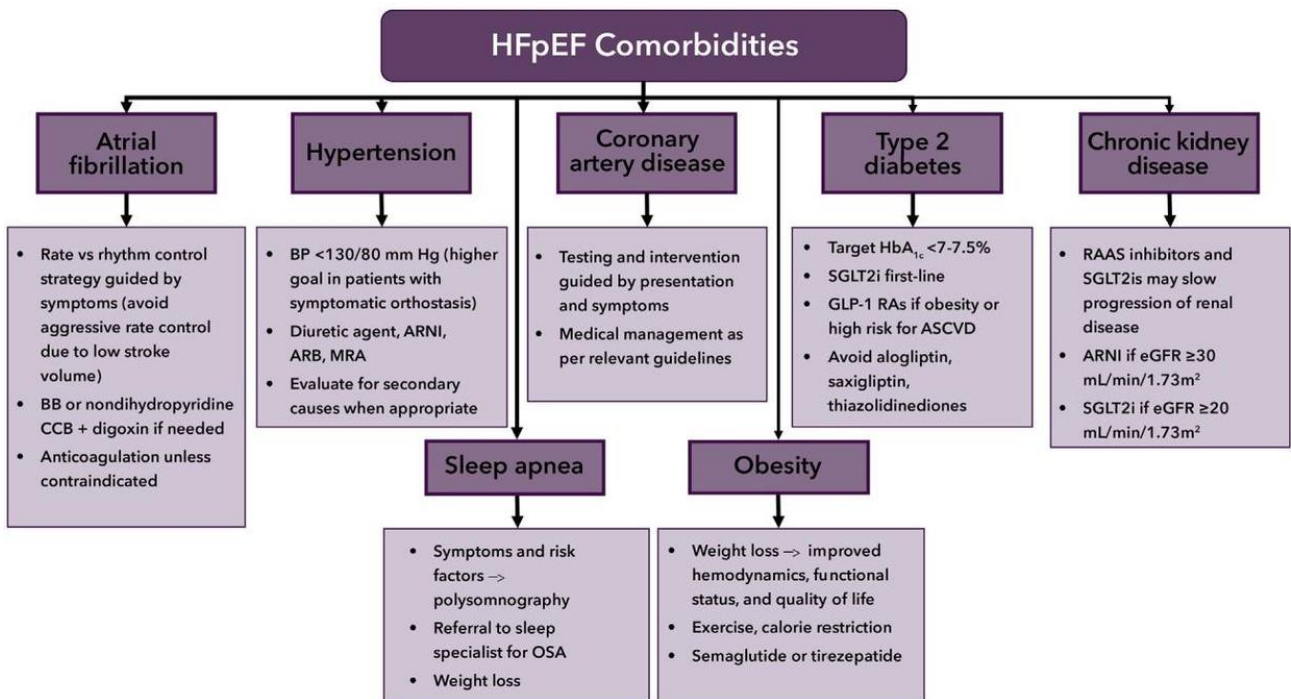 HFpEF Comorbidities
Atrial
fibrillation
• Rate vs rhythm control
strategy guided by
symptoms (avoid
aggressive rate control
due to low stroke
volume)
• BB or nondihydropyridine
CCB + digoxin if needed
• Anticoagulation unless
contraindicated
Hypertension
• BP <130/80 mm Hg (higher
goal in patients with
symptomatic orthostasis)
• Diuretic agent, ARNI,
ARB, MRA
• Evaluate for secondary
causes when appropriate
Coronary
artery disease
• Testing and intervention
guided by presentation
and symptoms
• Medical management as
per relevant guidelines
Type 2
diabetes
• Target HbA₁c <7-7.5%
• SGLT2i first-line
• GLP-1 RAs if obesity or
high risk for ASCVD
• Avoid alogliptin,
saxigliptin,
thiazolidinediones
Chronic kidney
disease
• RAAS inhibitors and
SGLT2is may slow
progression of renal
disease
• ARNI if eGFR ≥30
mL/min/1.73m²
• SGLT2i if eGFR ≥20
mL/min/1.73m²
Sleep apnea
• Symptoms and risk
factors –>
polysomnography
• Referral to sleep
specialist for OSA
• Weight loss
Obesity
• Weight loss –> improved
hemodynamics, functional
status, and quality of life
• Exercise, calorie restriction
• Semaglutide or tirzepatide